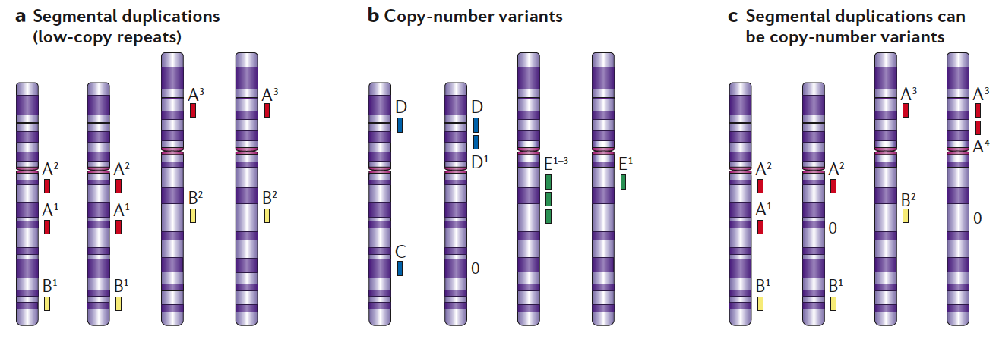 a Segmental duplications
(low-copy repeats)
A² A² A³ A³
A¹ A¹ B² B²
B¹ B¹
b Copy-number variants
D D
D¹ E¹⁻³ E¹
C 0
c Segmental duplications can
be copy-number variants
A³ A³
A⁴
A² A²
A¹ 0 B² 0
B¹ B¹